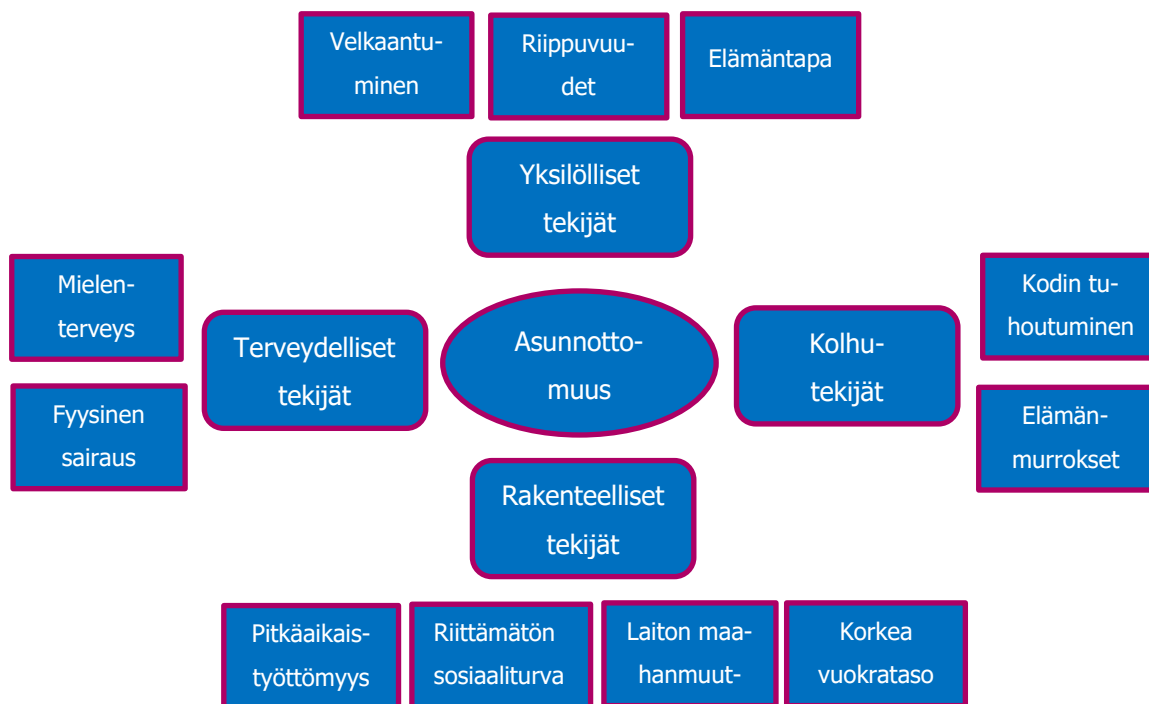 Velkaantu-
minen
Riippuvuu-
det
Elämäntapa
Yksilölliset
tekijät
Mielen-
terveys
Fyysinen
sairaus
Terveydelliset
tekijät
Asunnotto-
muus
Kolhu-
tekijät
Kodin tu-
houtuminen
Elämän-
murrokset
Rakenteelliset
tekijät
Pitkäaikais-
työttömyys
Riittämätön
sosiaaliturva
Laiton maa-
hanmuut-
Korkea
vuokrataso